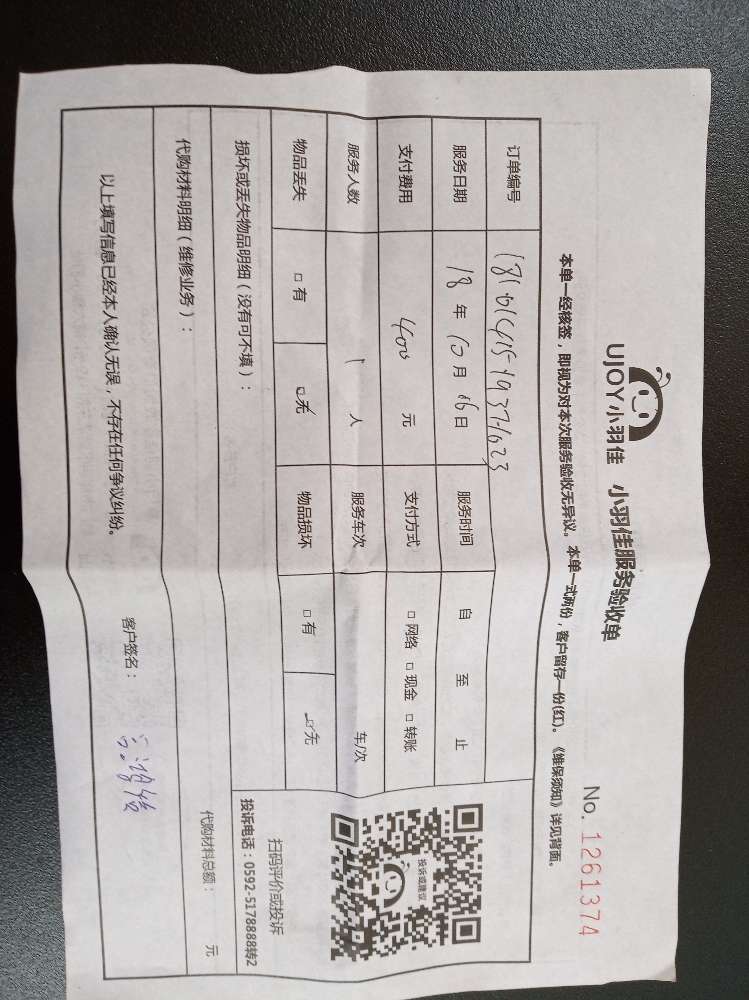 UJOY小羽佳 小羽佳服务验收单
No. 1261374
本单一经核签，即视为对本次服务验收无异议。本单一式两份，客户留存一份(红)。《维保须知》详见背面。
订单编号
服务日期 18 年 10 月 16 日 服务时间 自 至 止
支付费用 400 元 支付方式 □ 网络 □ 现金 □ 转账
服务人数 1 人 服务车次 车/次
物品丢失 □ 有 □ 无 物品损坏 □ 有 □ 无
损坏或丢失物品明细（没有可不填）：
代购材料明细（维修业务）：
代购材料总额： 元
投诉或建议
扫码评价或投诉
投诉电话：0592-5178888转2
以上填写信息已经本人确认无误，不存在任何争议纠纷。
客户签名：